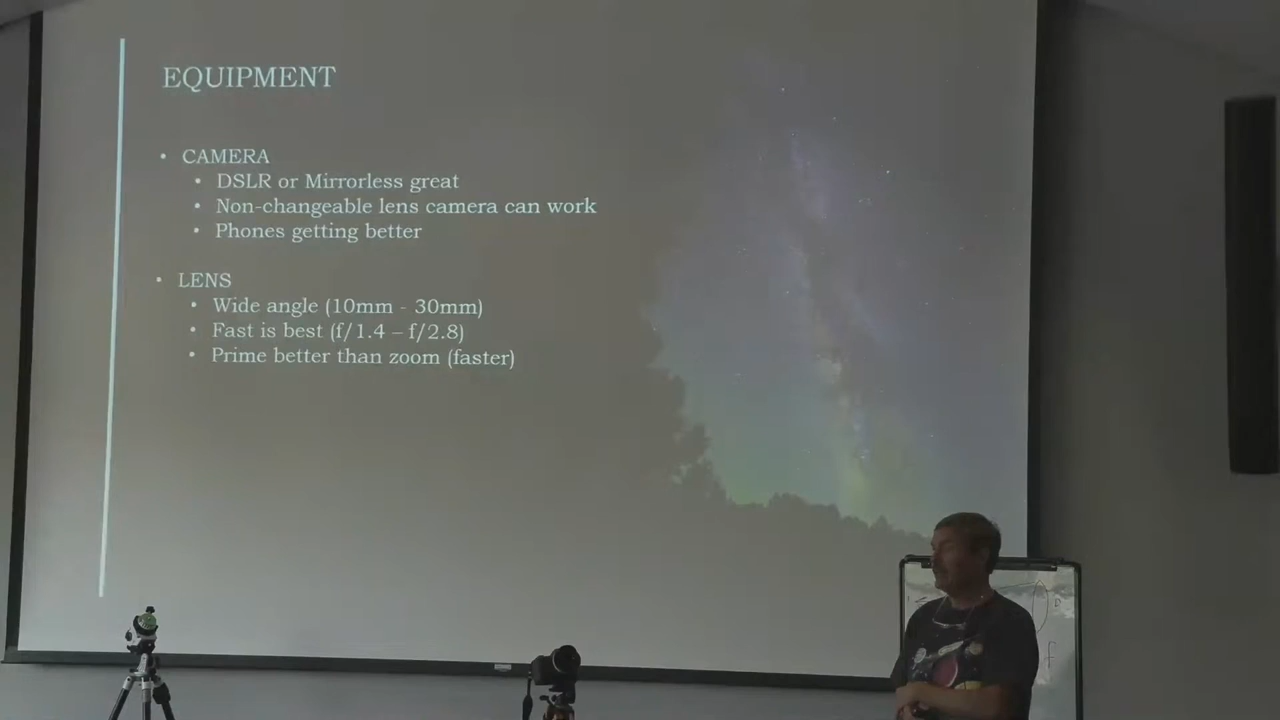 EQUIPMENT
• CAMERA
• DSLR or Mirrorless great
• Non-changeable lens camera can work
• Phones getting better
• LENS
• Wide angle (10mm - 30mm)
• Fast is best (f/1.4 – f/2.8)
• Prime better than zoom (faster)
D
F